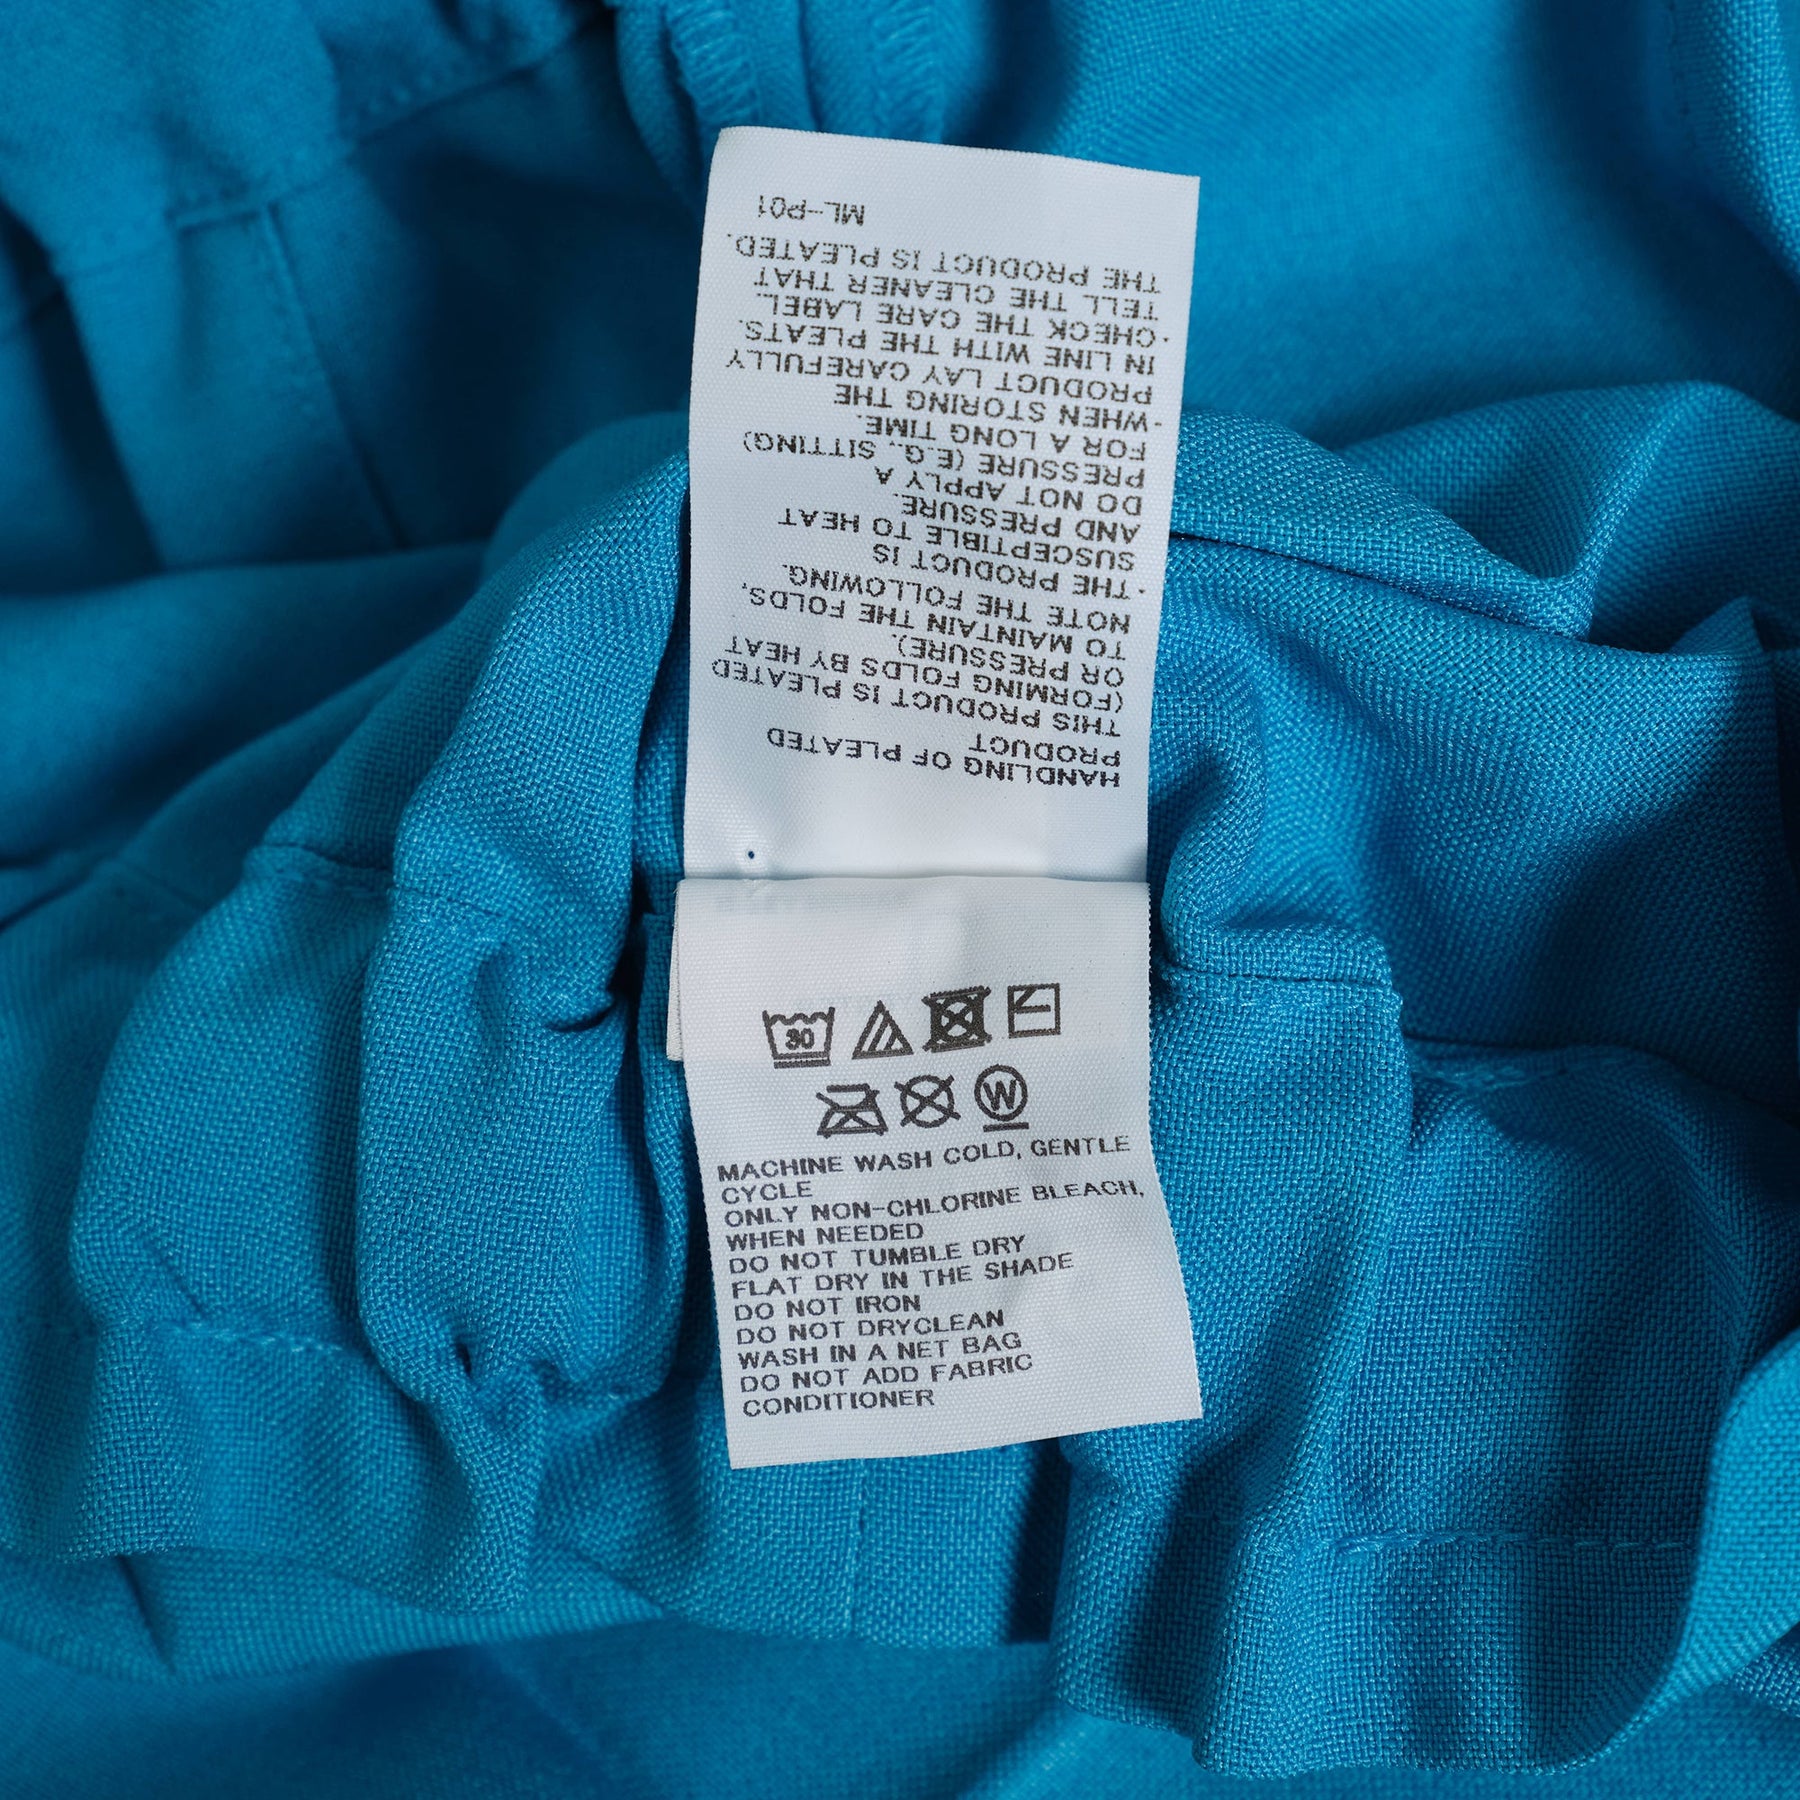 HANDLING OF PLEATED
PRODUCT
THIS PRODUCT IS PLEATED
(FORMING FOLDS BY HEAT
OR PRESSURE).
TO MAINTAIN THE FOLDS,
NOTE THE FOLLOWING.
・THE PRODUCT IS
SUSCEPTIBLE TO HEAT
AND PRESSURE.
DO NOT APPLY A
PRESSURE (E.G., SITTING)
FOR A LONG TIME.
・WHEN STORING THE
PRODUCT LAY CAREFULLY
IN LINE WITH THE PLEATS.
・CHECK THE CARE LABEL.
TELL THE CLEANER THAT
THE PRODUCT IS PLEATED.
ML-P01
30
W
MACHINE WASH COLD, GENTLE
CYCLE
ONLY NON-CHLORINE BLEACH,
WHEN NEEDED
DO NOT TUMBLE DRY
FLAT DRY IN THE SHADE
DO NOT IRON
DO NOT DRYCLEAN
WASH IN A NET BAG
DO NOT ADD FABRIC
CONDITIONER